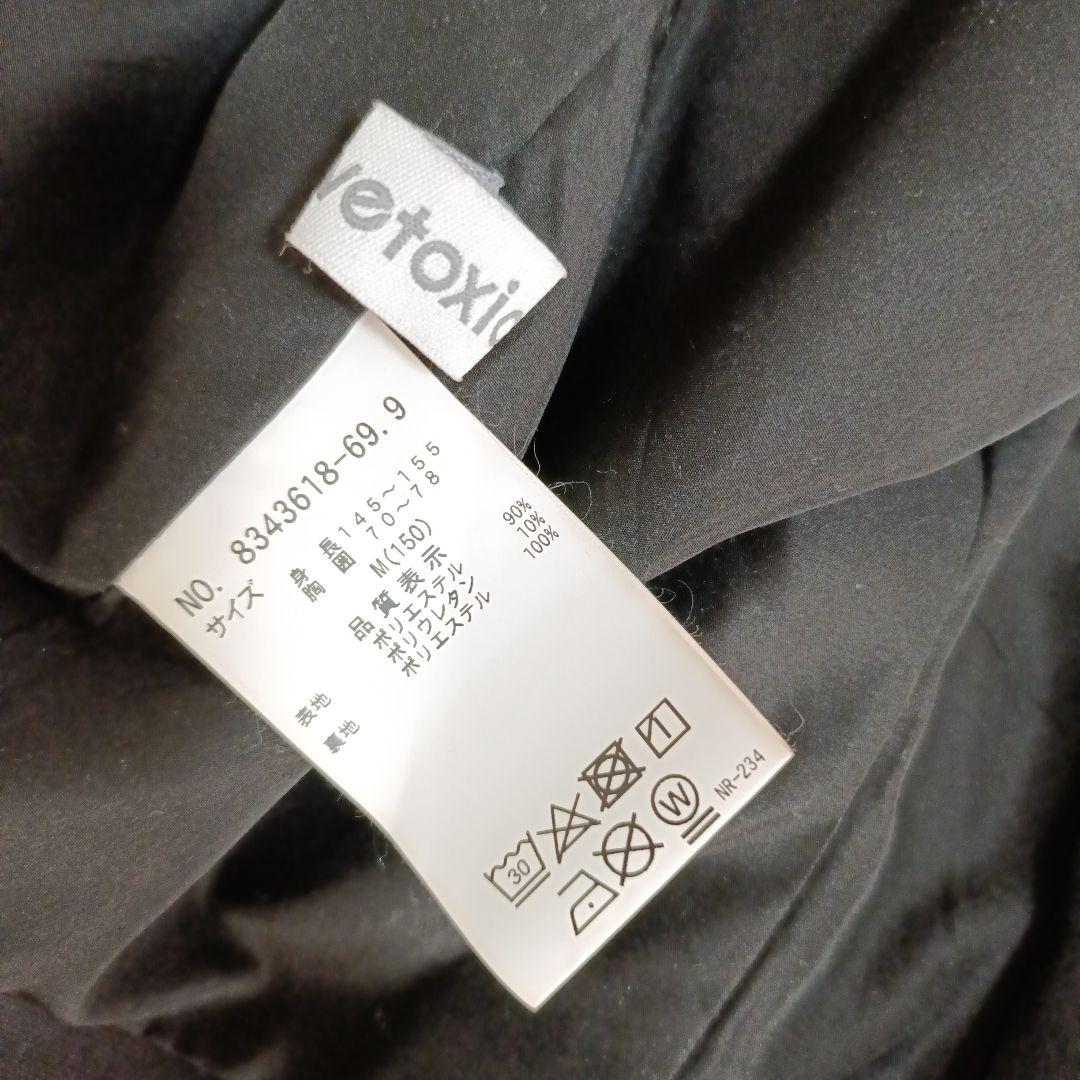 vetoxic
NO. 8343618-69.9
サイズ
身長 145～155
胸囲 70～78
M(150)
品質表示
表地 ポリエステル 90%
ポリウレタン 10%
裏地 ポリエステル 100%
30
W
NR-234